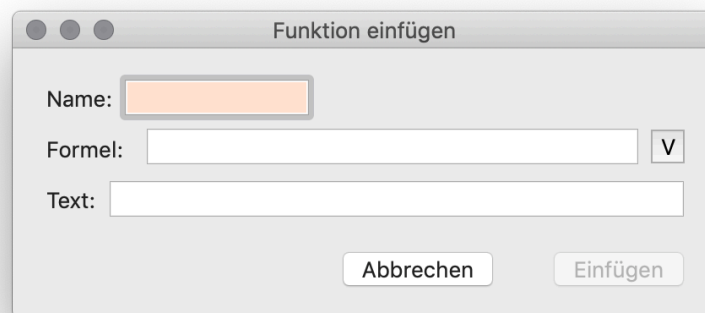 Funktion einfügen
Name:
Formel: V
Text:
Abbrechen Einfügen